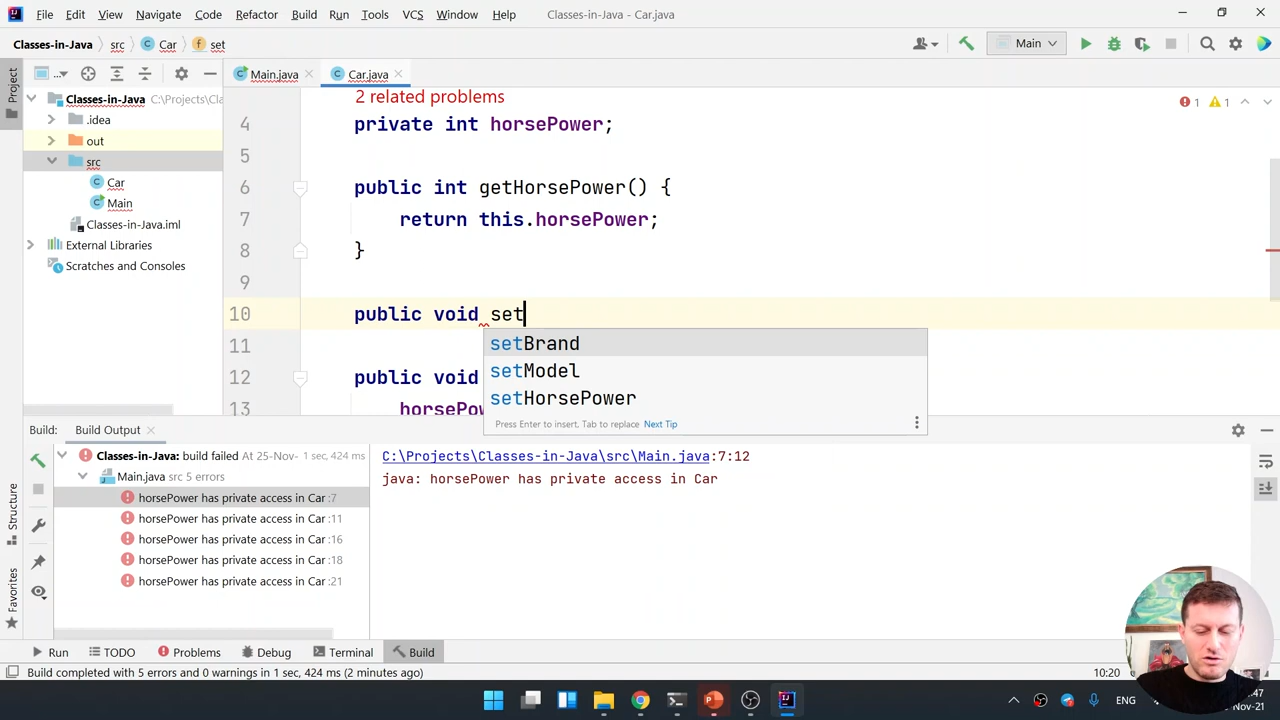 File Edit View Navigate Code Refactor Build Run Tools VCS Window Help Classes-in-Java - Car.java
Classes-in-Java src Car set Main
Project
Main.java Car.java
Classes-in-Java C:\Projects\Cla
.idea
out
src
Car
Main
Classes-in-Java.iml
External Libraries
Scratches and Consoles
2 related problems
1 1
4 private int horsePower;
5
6 public int getHorsePower() {
7 return this.horsePower;
8 }
9
10 public void set
11
12 public void
13 horsePow
setBrand
setModel
setHorsePower
Press Enter to insert, Tab to replace Next Tip
Build: Build Output
Classes-in-Java: build failed At 25-Nov- 1 sec, 424 ms
Main.java src 5 errors
horsePower has private access in Car :7
horsePower has private access in Car :11
horsePower has private access in Car :16
horsePower has private access in Car :18
horsePower has private access in Car :21
C:\Projects\Classes-in-Java\src\Main.java:7:12
java: horsePower has private access in Car
Structure
Favorites
Run TODO Problems Debug Terminal Build
Build completed with 5 errors and 0 warnings in 1 sec, 424 ms (2 minutes ago) 10:20
ENG
:47
Nov-21